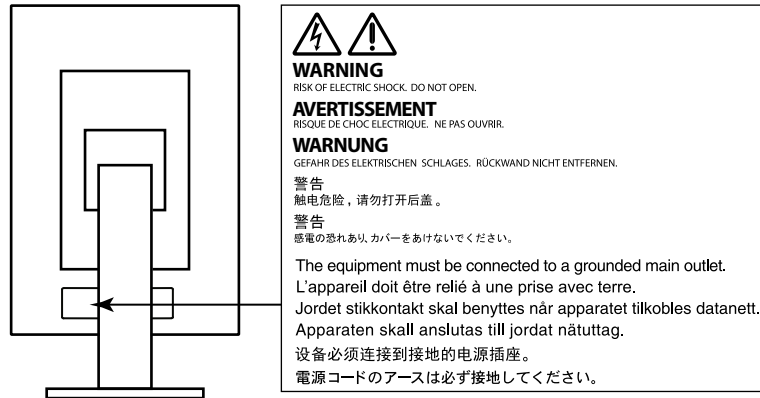 WARNING
RISK OF ELECTRIC SHOCK. DO NOT OPEN.
AVERTISSEMENT
RISQUE DE CHOC ELECTRIQUE. NE PAS OUVRIR.
WARNUNG
GEFAHR DES ELEKTRISCHEN SCHLAGES. RÜCKWAND NICHT ENTFERNEN.
警告
触电危险，请勿打开后盖。
警告
感電の恐れあり、カバーをあけないでください。
The equipment must be connected to a grounded main outlet.
L'appareil doit être relié à une prise avec terre.
Jordet stikkontakt skal benyttes når apparatet tilkobles datanett.
Apparaten skall anslutas till jordat nätuttag.
设备必须连接到接地的电源插座。
電源コードのアースは必ず接地してください。